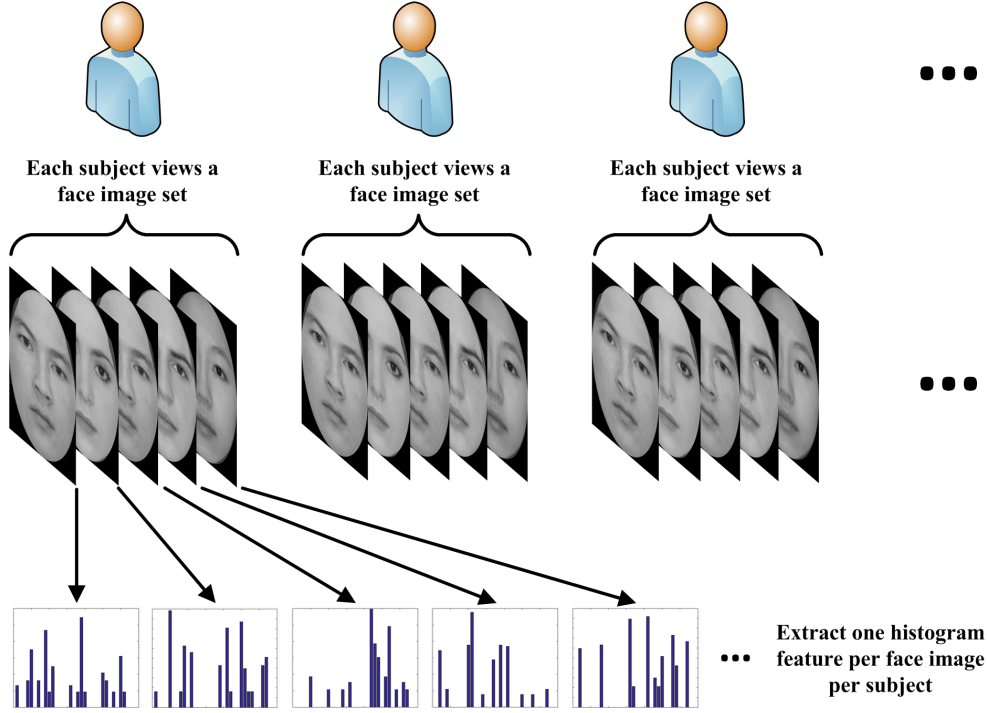 Each subject views a
face image set
Each subject views a
face image set
Each subject views a
face image set
Extract one histogram
feature per face image
per subject